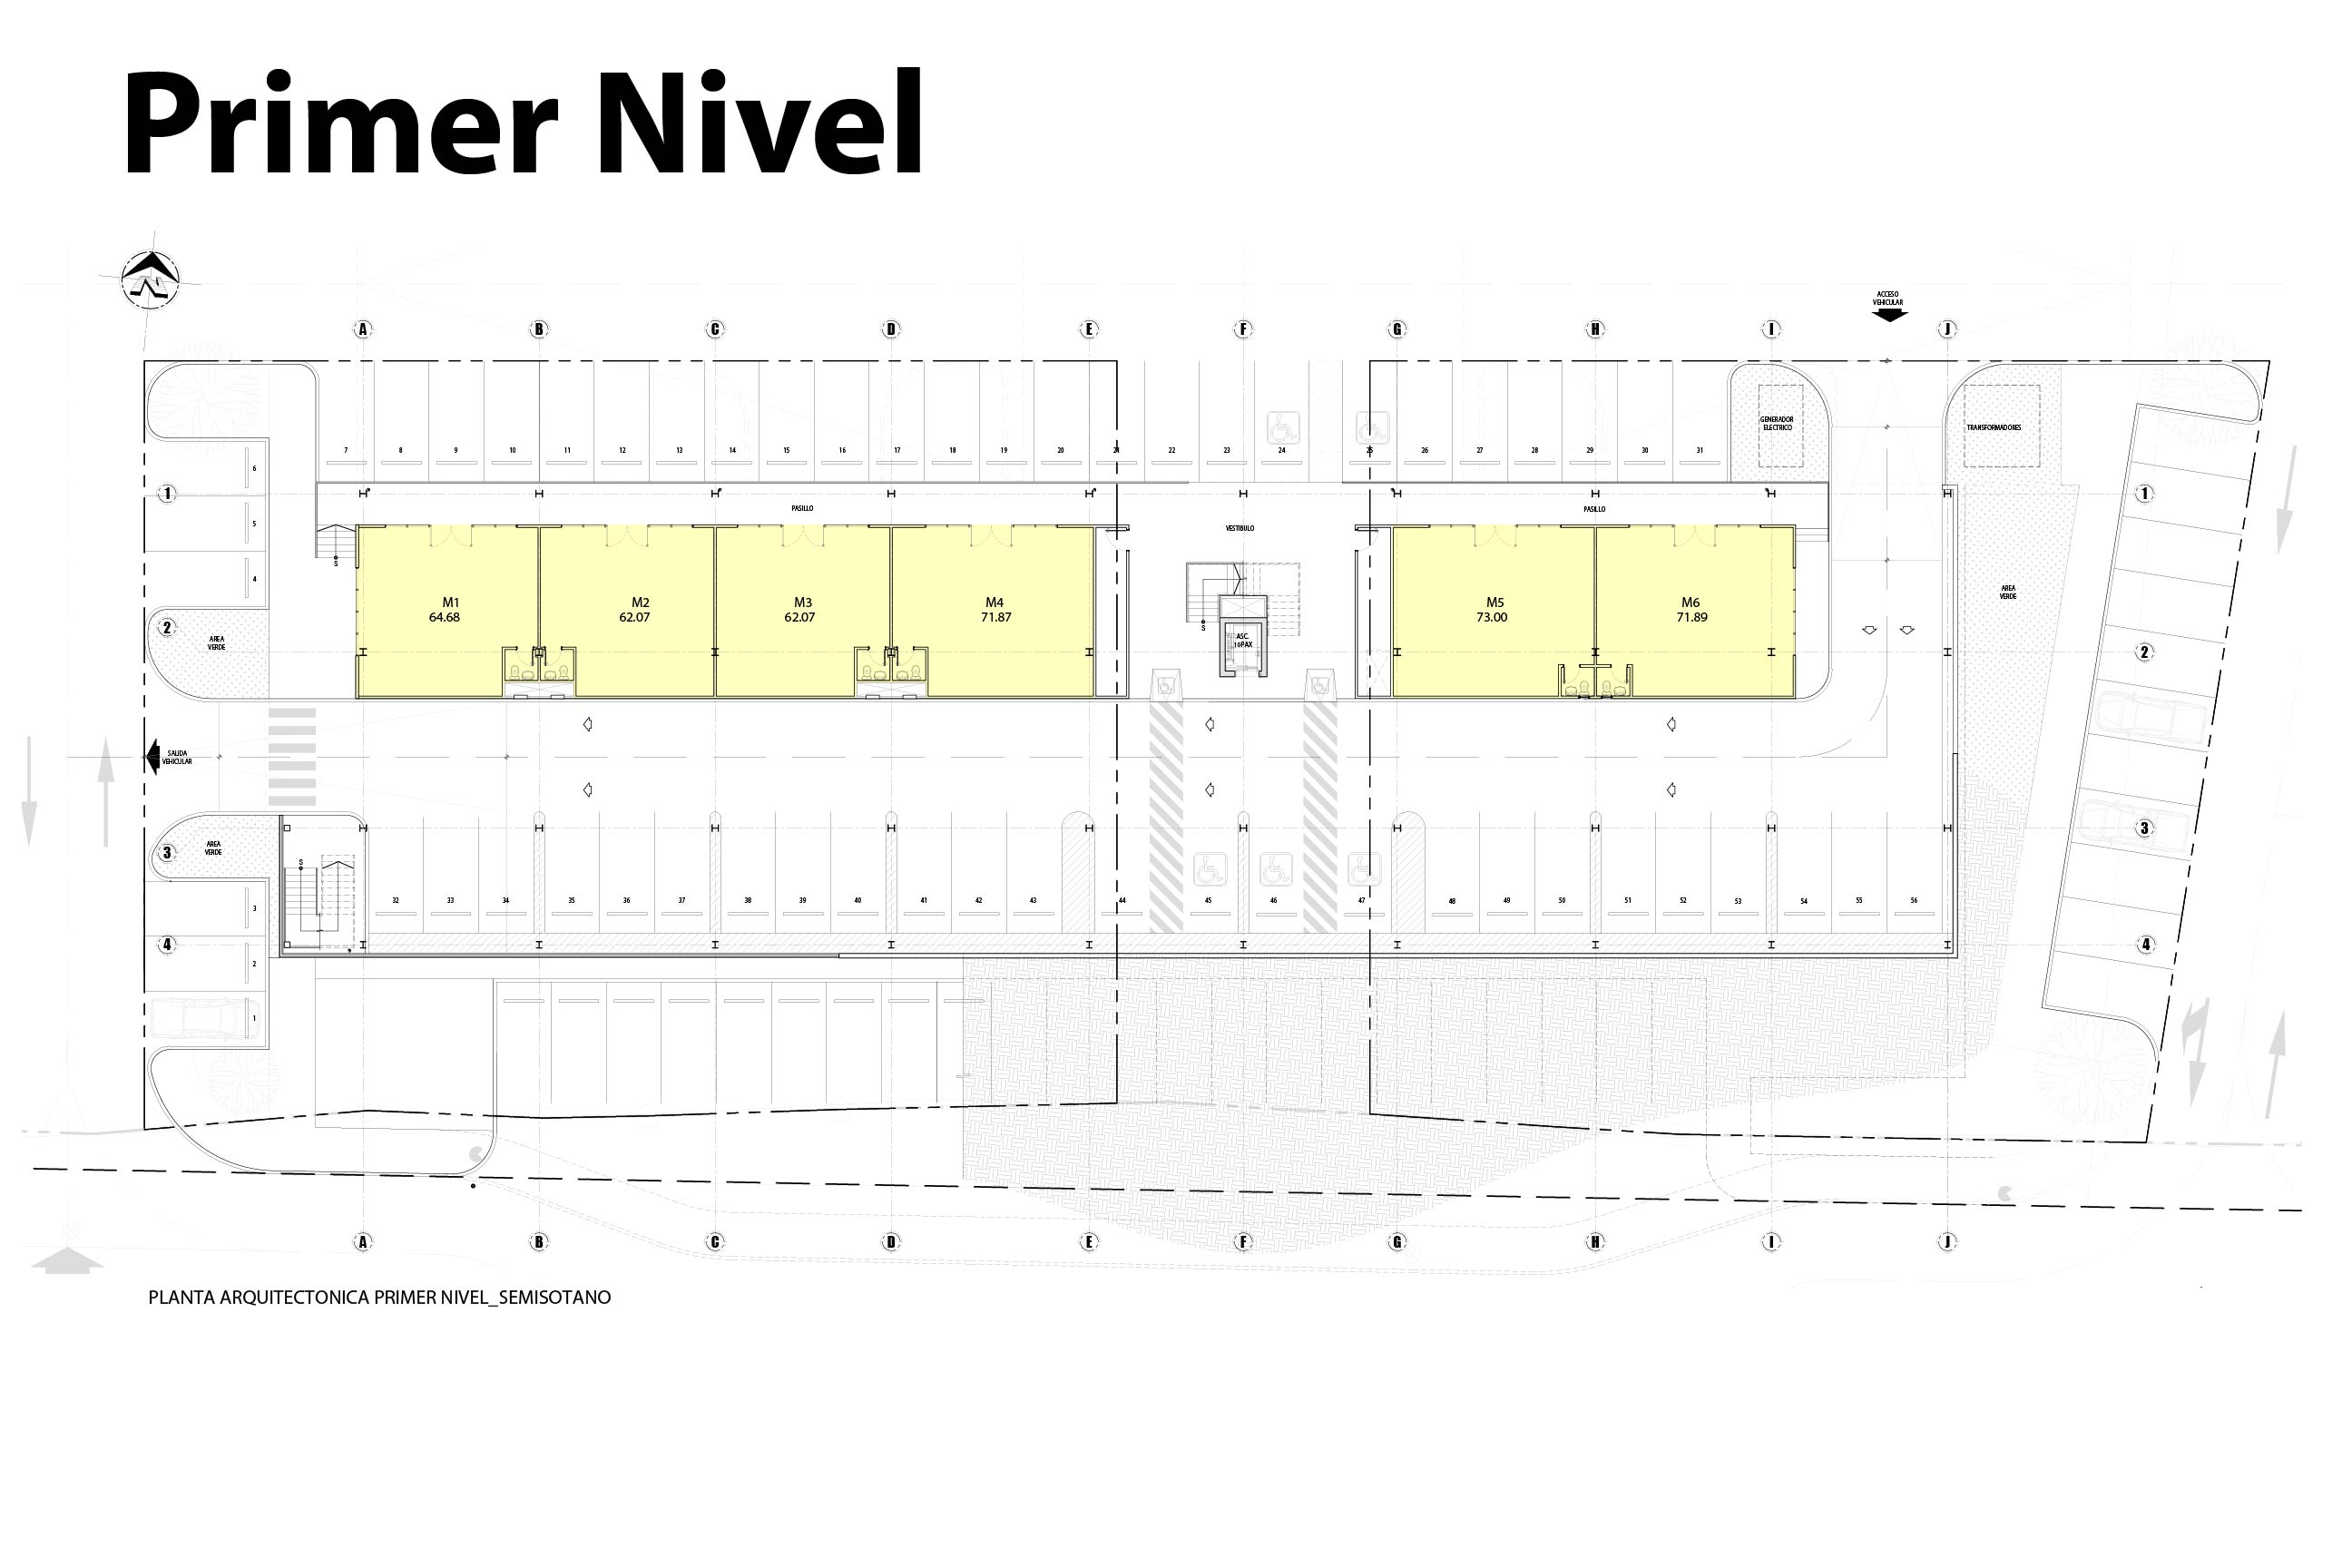 Primer Nivel
N
ACCESO
VEHICULAR
A B C D E F G H I J
GENERADOR
ELECTRICO
TRANSFORMADORES
7 8 9 10 11 12 13 14 15 16 17 18 19 20 21 22 23 24 25 26 27 28 29 30 31
6
1
1
PASILLO
PASILLO
5
VESTIBULO
S
4
AREA
VERDE
M1
64.68
M2
62.07
M3
62.07
M4
71.87
M5
73.00
M6
71.89
2
S
AREA
VERDE
ASC.
10PAX
2
SALIDA
VEHICULAR
3
AREA
VERDE
3
S
32 33 34 35 36 37 38 39 40 41 42 43 44 45 46 47 48 49 50 51 52 53 54 55 56
3
4
4
2
1
A B C D E F G H I J
PLANTA ARQUITECTONICA PRIMER NIVEL_SEMISOTANO